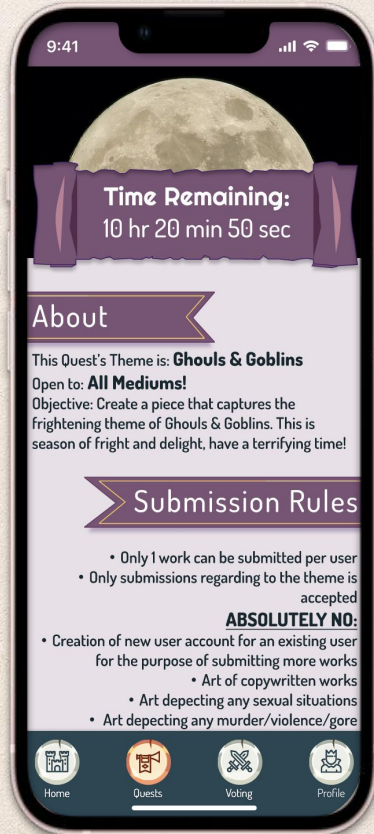 9:41
Time Remaining:
10 hr 20 min 50 sec
About
This Quest's Theme is: Ghouls & Goblins
Open to: All Mediums!
Objective: Create a piece that captures the
frightening theme of Ghouls & Goblins. This is
season of fright and delight, have a terrifying time!
Submission Rules
• Only 1 work can be submitted per user
• Only submissions regarding to the theme is
accepted
ABSOLUTELY NO:
• Creation of new user account for an existing user
for the purpose of submitting more works
• Art of copywritten works
• Art depecting any sexual situations
• Art depecting any murder/violence/gore
Home
Quests
Voting
Profile